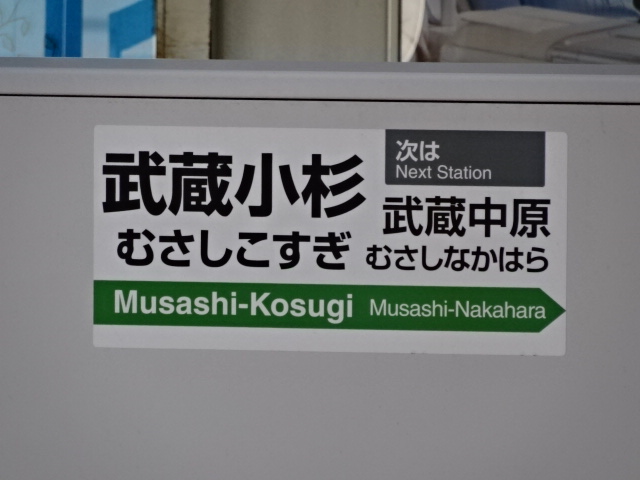 武蔵小杉
むさしこすぎ
次は
Next Station
武蔵中原
むさしなかはら
Musashi-Kosugi Musashi-Nakahara